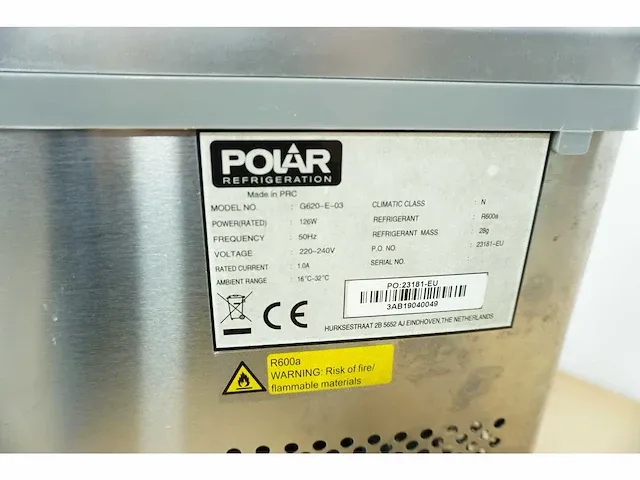 POLAR
REFRIGERATION
Made in PRC
MODEL NO. : G620-E-03
POWER(RATED) : 126W
FREQUENCY : 50Hz
VOLTAGE : 220-240V
RATED CURRENT : 1.0A
AMBIENT RANGE : 16°C-32°C
CLIMATIC CLASS : N
REFRIGERANT : R600a
REFRIGERANT MASS : 28g
P.O. NO. : 23181-EU
SERIAL NO. :
PO:23181-EU
3AB19040049
CE
HURKSESTRAAT 2B 5652 AJ EINDHOVEN,THE NETHERLANDS
R600a
WARNING: Risk of fire/
flammable materials